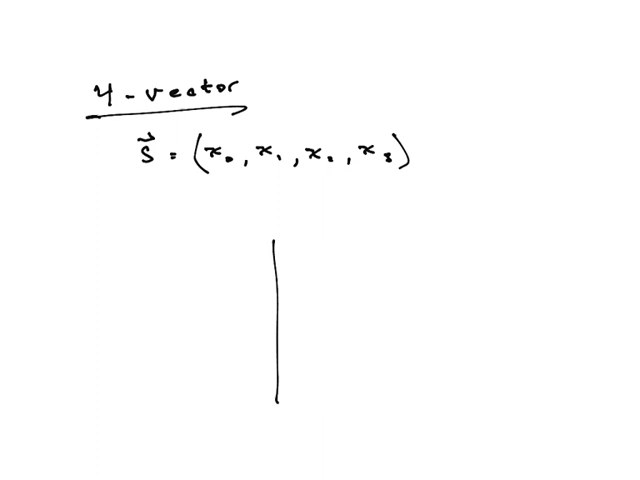 4-vector
S⃗ = (x₀, x₁, x₂, x₃)